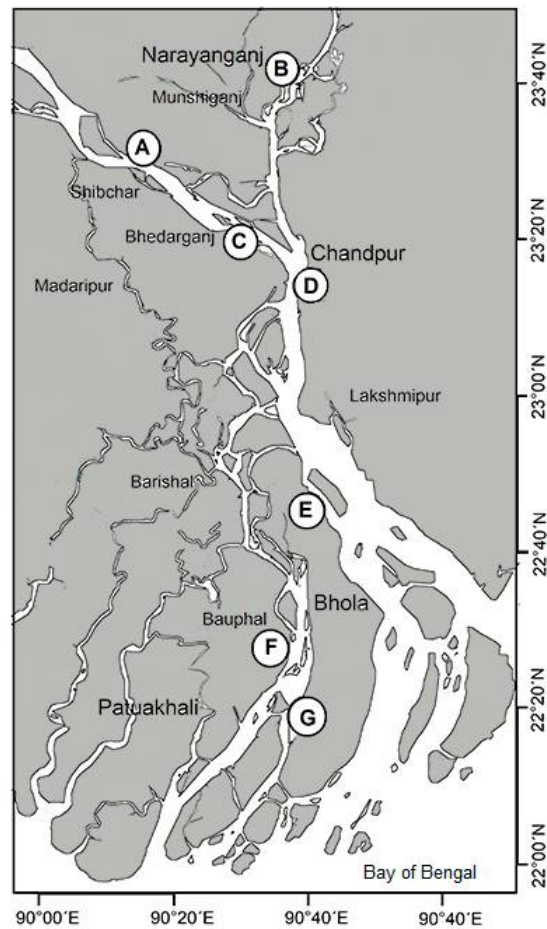 Narayanganj
B
Munshiganj
23°40'N
A
Shibchar
Bhedarganj
C
23°20'N
Chandpur
D
Madaripur
23°00'N
Lakshmipur
Barishal
E
22°40'N
Bauphal
Bhola
F
Patuakhali
G
22°20'N
22°00'N
Bay of Bengal
90°00'E
90°20'E
90°40'E
90°40'E